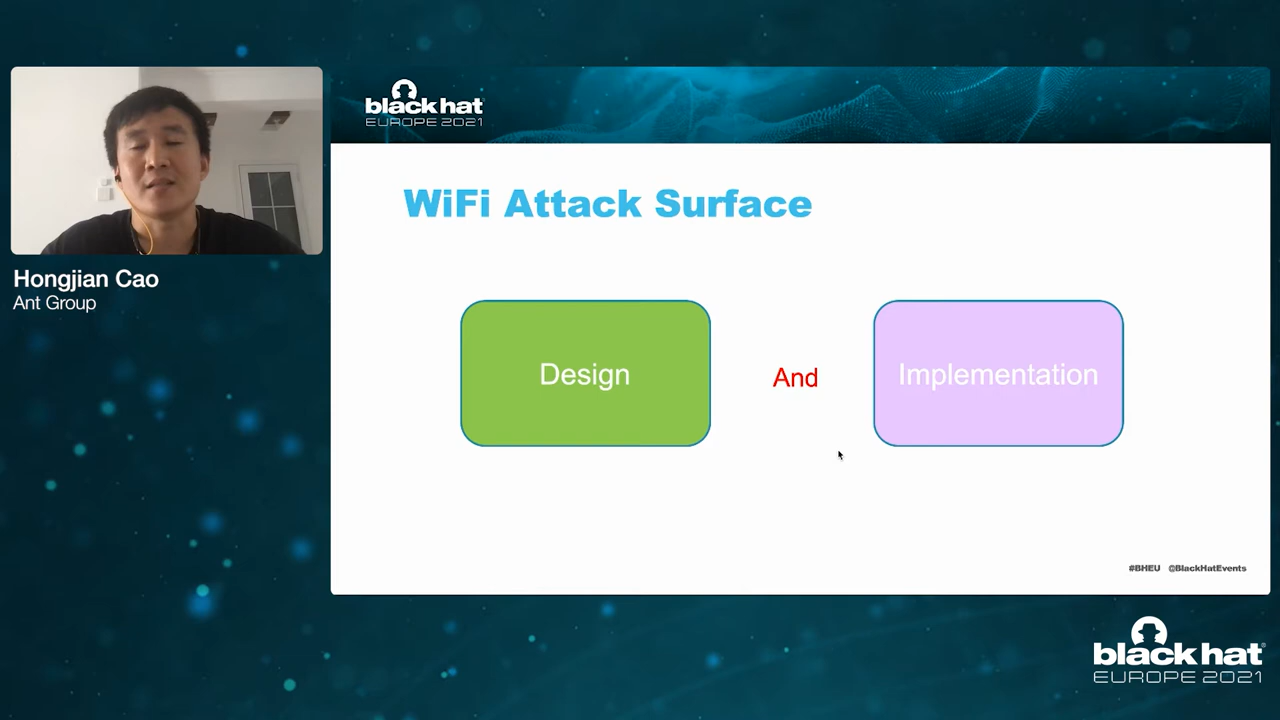 black hat
EUROPE 2021
Hongjian Cao
Ant Group
WiFi Attack Surface
Design
And
Implementation
#BHEU @BlackHatEvents
black hat
EUROPE 2021